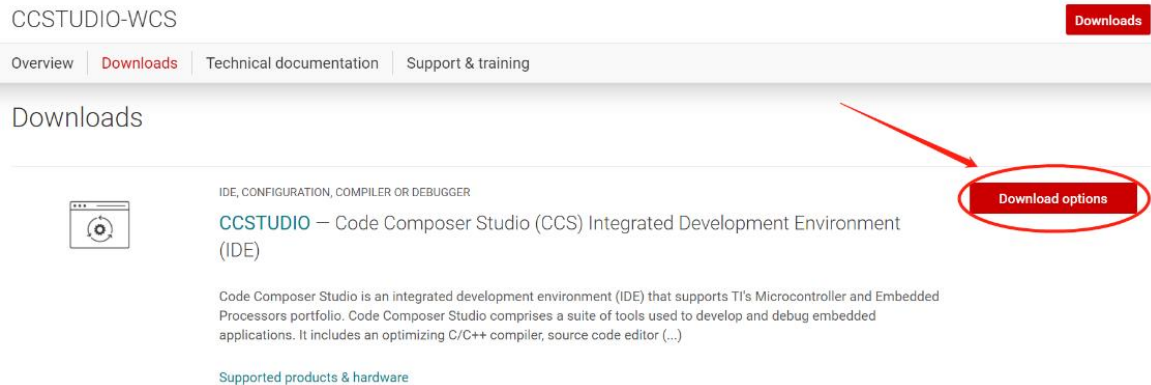 CCSTUDIO-WCS
Downloads
Overview Downloads Technical documentation Support & training
Downloads
IDE, CONFIGURATION, COMPILER OR DEBUGGER
Download options
CCSTUDIO — Code Composer Studio (CCS) Integrated Development Environment
(IDE)
Code Composer Studio is an integrated development environment (IDE) that supports TI's Microcontroller and Embedded
Processors portfolio. Code Composer Studio comprises a suite of tools used to develop and debug embedded
applications. It includes an optimizing C/C++ compiler, source code editor (...)
Supported products & hardware